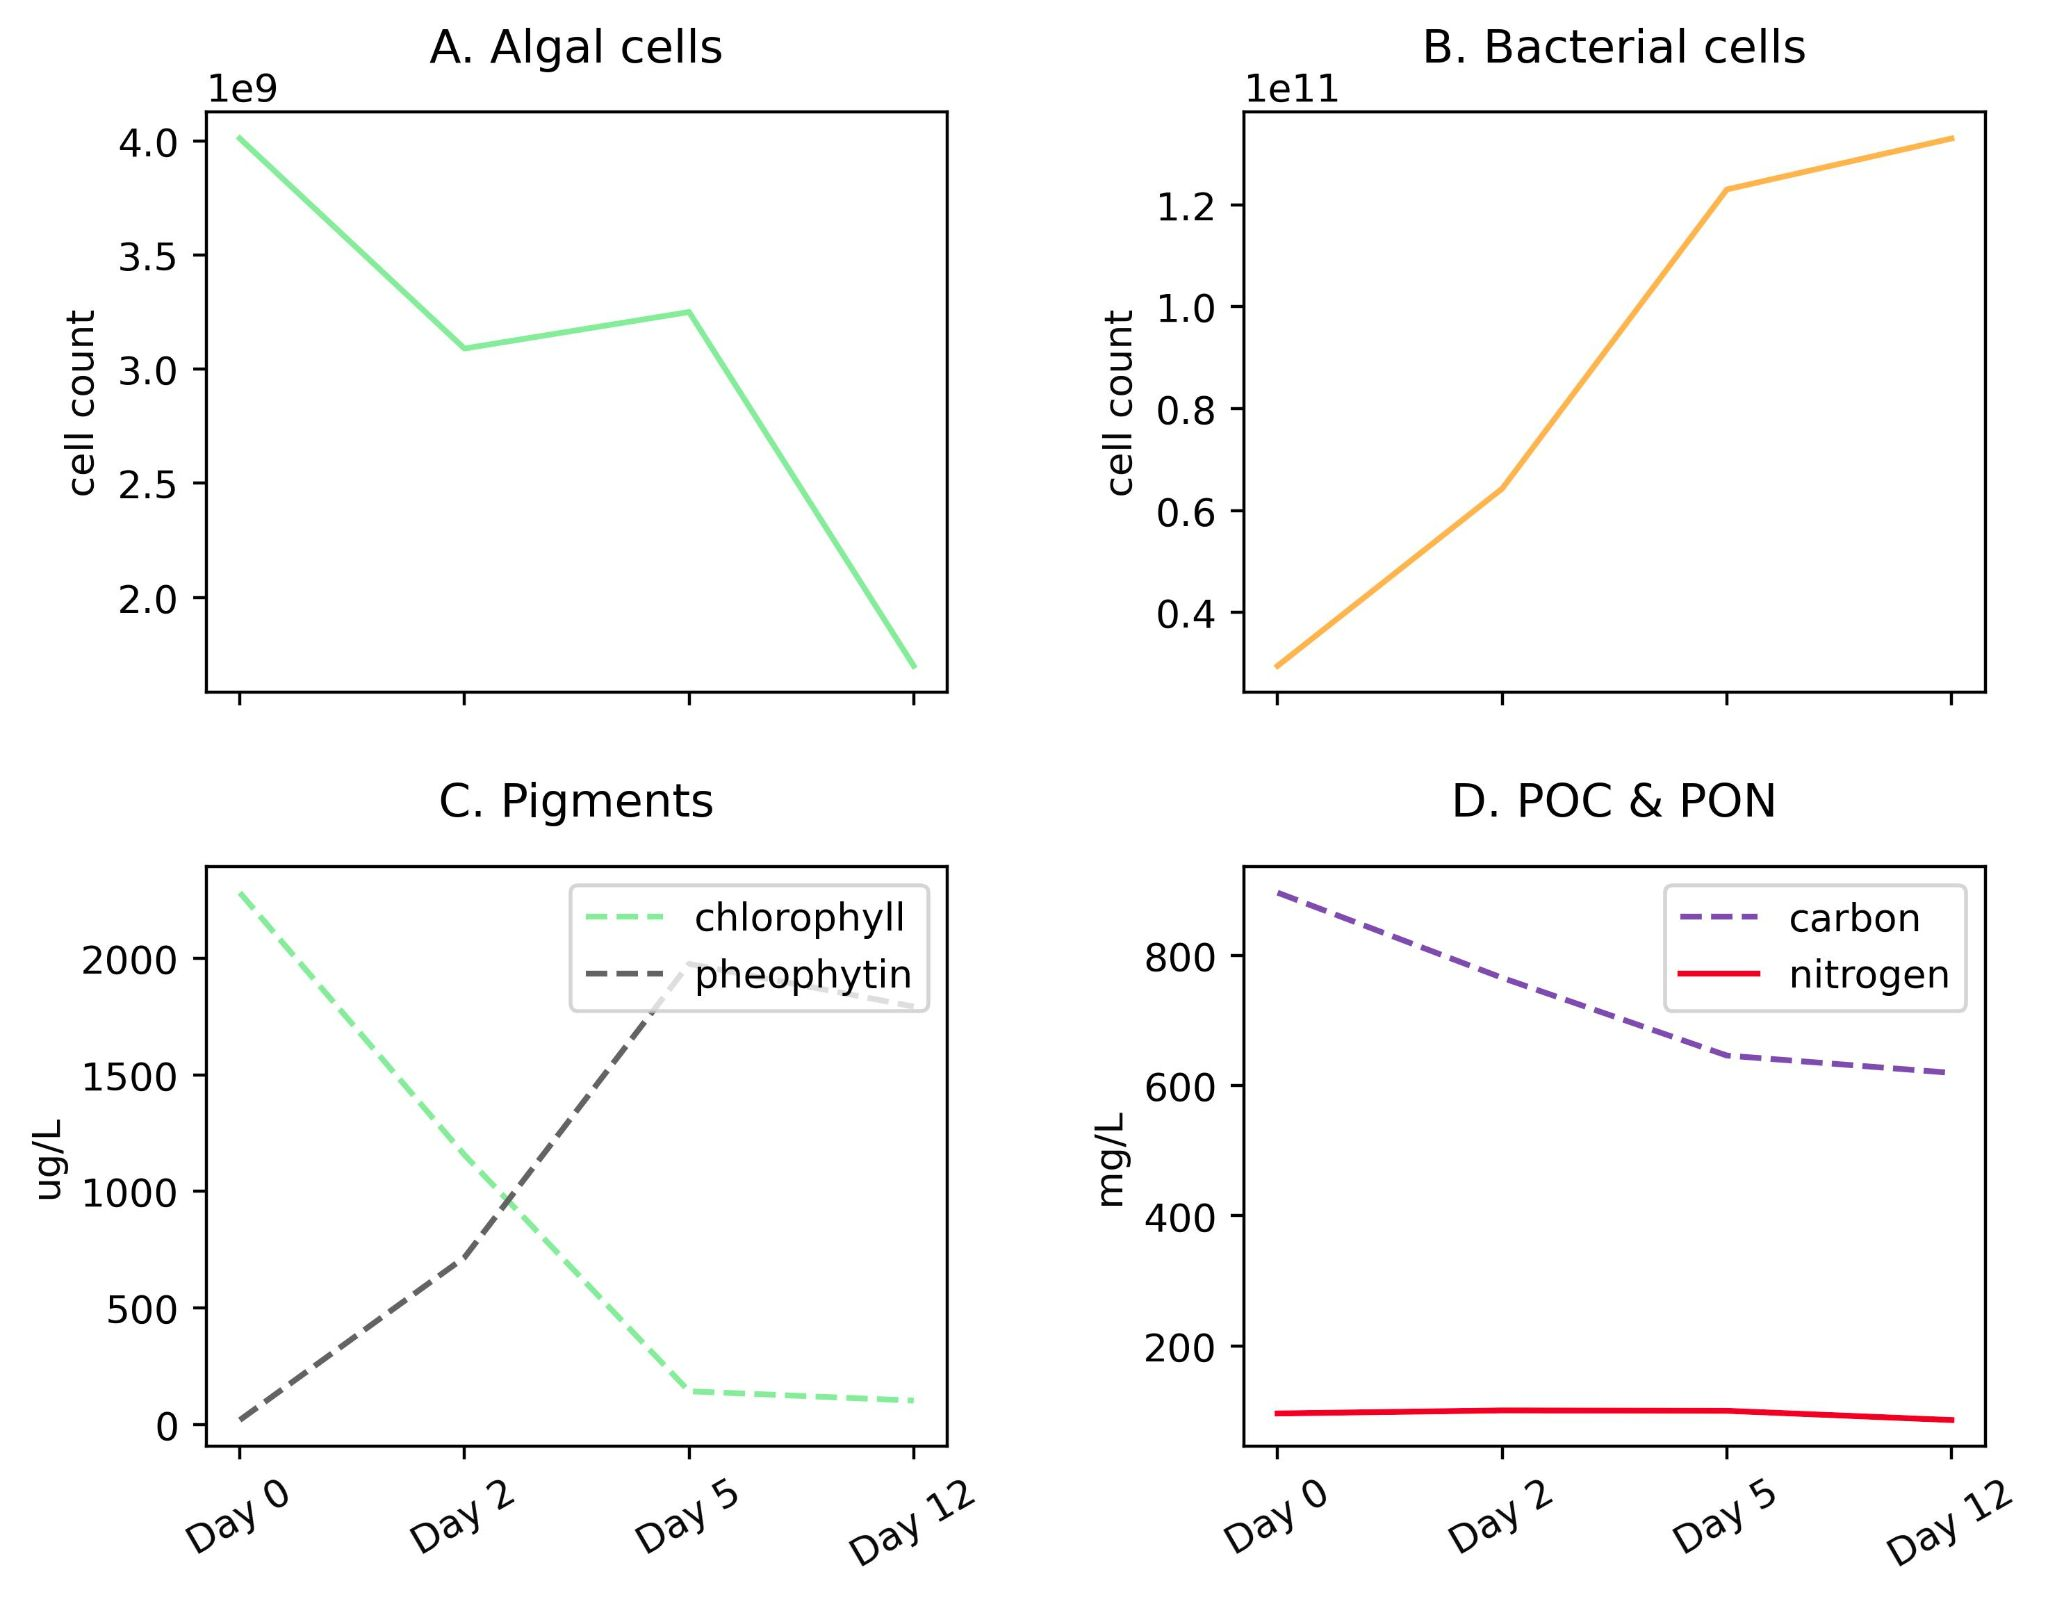 A. Algal cells
1e9
4.0
3.5
3.0
2.5
2.0
cell count
B. Bacterial cells
1e11
1.2
1.0
0.8
0.6
0.4
cell count
C. Pigments
chlorophyll
pheophytin
2000
1500
1000
500
0
ug/L
Day 0
Day 2
Day 5
Day 12
D. POC & PON
carbon
nitrogen
800
600
400
200
mg/L
Day 0
Day 2
Day 5
Day 12